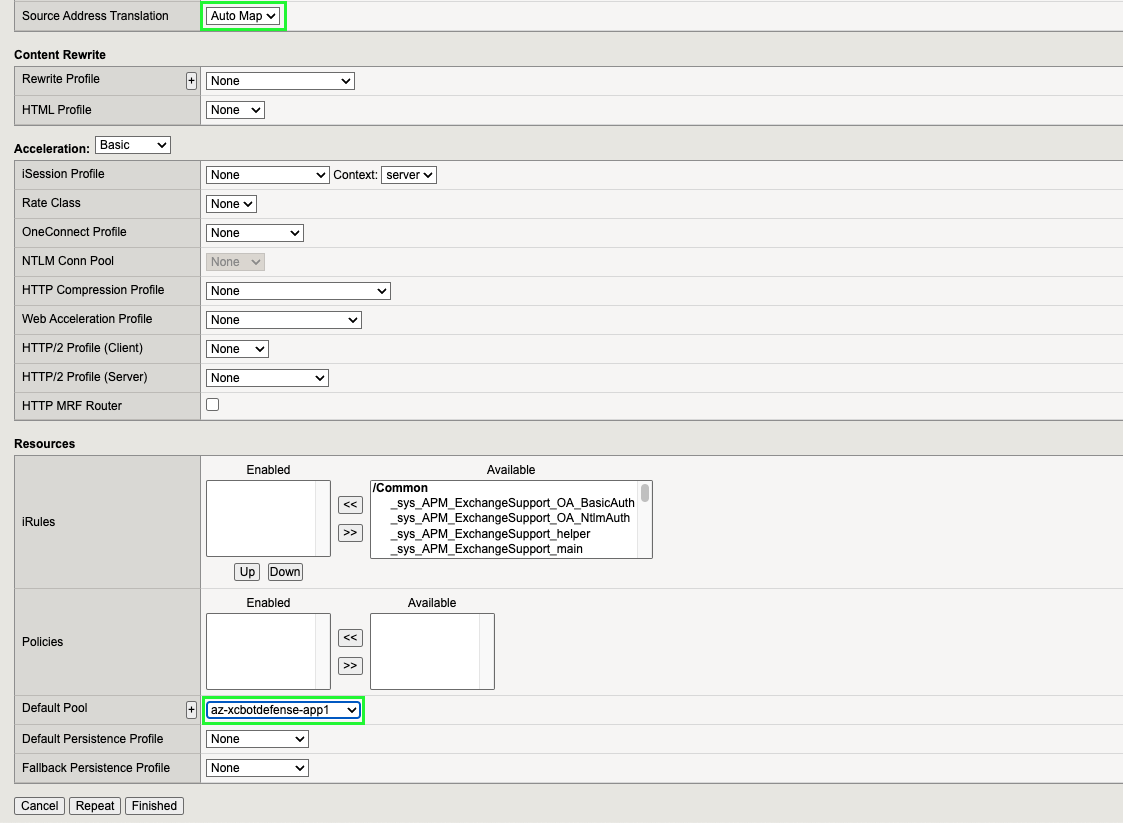 Source Address Translation Auto Map
Content Rewrite
Rewrite Profile + None
HTML Profile None
Acceleration: Basic
iSession Profile None Context: server
Rate Class None
OneConnect Profile None
NTLM Conn Pool None
HTTP Compression Profile None
Web Acceleration Profile None
HTTP/2 Profile (Client) None
HTTP/2 Profile (Server) None
HTTP MRF Router
Resources
Enabled Available
iRules
<< >>
/Common
_sys_APM_ExchangeSupport_OA_BasicAuth
_sys_APM_ExchangeSupport_OA_NtlmAuth
_sys_APM_ExchangeSupport_helper
_sys_APM_ExchangeSupport_main
Up Down
Enabled Available
Policies
<< >>
Default Pool + az-xcbotdefense-app1
Default Persistence Profile None
Fallback Persistence Profile None
Cancel Repeat Finished